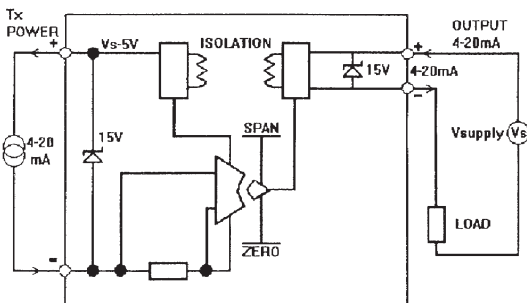 Tx
POWER
+
Vs-5V
ISOLATION
OUTPUT
4-20mA
+
4-20mA
15V
-
4-20
mA
15V
SPAN
Vsupply
Vs
ZERO
LOAD
-